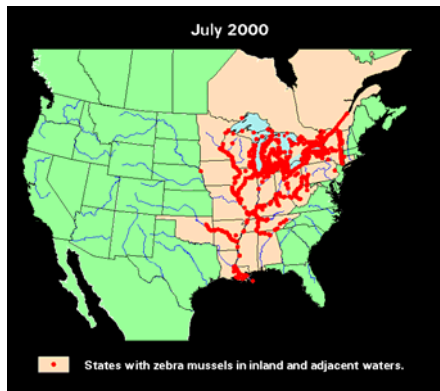 July 2000
States with zebra mussels in inland and adjacent waters.